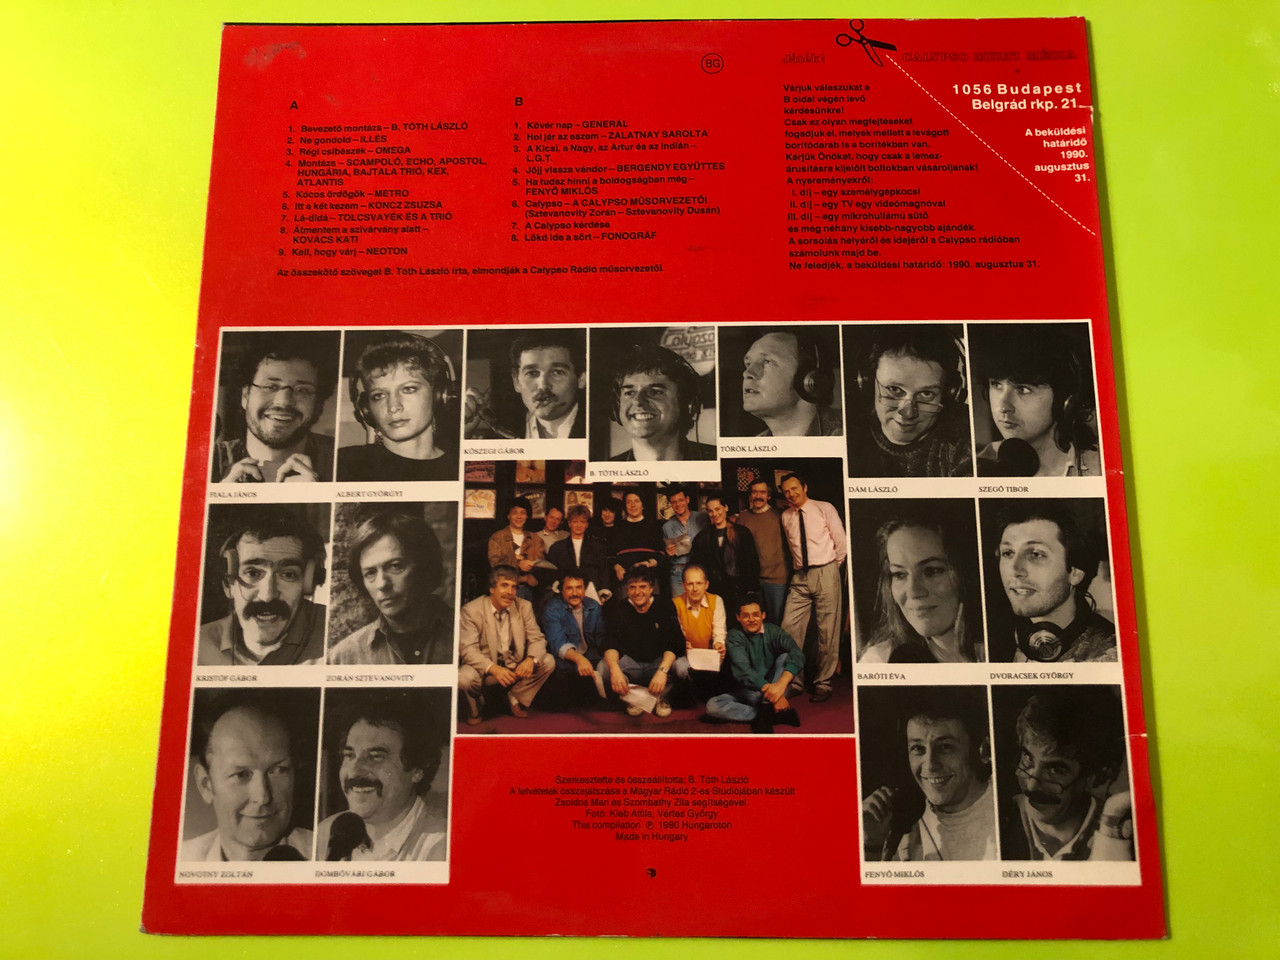 BG
Játék!
CALYPSO
A
1. Bevezető montázs – B. TÓTH LÁSZLÓ
2. Ne gondold – ILLÉS
3. Régi csibészek – OMEGA
4. Montázs – SCAMPOLÓ, ECHO, APOSTOL,
HUNGÁRIA, BAJTALA TRIÓ, KEX,
ATLANTIS
5. Kócos ördögök – METRO
6. Itt a két kezem – KONCZ ZSUZSA
7. Lá-didá – TOLCSVAYÉK ÉS A TRIÓ
8. Átmentem a szivárvány alatt –
KOVÁCS KATI
9. Kell, hogy várj – NEOTON
B
1. Kövér nap – GENERÁL
2. Hej jár az eszem – ZALATNAY SAROLTA
3. A Kicsi, a Nagy, az Artúr és az Indián –
L.G.T.
4. Jöjj vissza vándor – BERGENDY EGYÜTTES
5. Ha tudsz hinni a boldogságban még –
FENYŐ MIKLÓS
6. Calypso – A CALYPSO MŰSORVEZETŐI
(Sztevanovity Zorán – Sztevanovity Dusán)
7. A Calypso kérdése
8. Lökd ide a sört – FONOGRÁF
Az összekötő szöveget B. Tóth László írta, elmondják a Calypso Rádió műsorvezetői.
Várjuk válaszukat a
B oldal végén levő
kérdésünkre!
Csak az olyan megfejtéseket
fogadjuk el, melyek mellett a levágott
borítódarab is a borítékban van.
Kérjük Önöket, hogy csak a lemez-
árusításra kijelölt boltokban vásároljanak!
A nyereményekről:
I. díj – egy személygépkocsi
II. díj – egy TV egy videómagnóval
III. díj – egy mikrohullámú sütő
és még néhány kisebb-nagyobb ajándék.
A sorsolás helyéről és idejéről a Calypso rádióban
számolunk majd be.
Ne feledjék, a beküldési határidő: 1990. augusztus 31.
1056 Budapest
Belgrád rkp. 21.
A beküldési
határidő
1990.
augusztus
31.
Calypso
FIALA JÁNOS
ALBERT GYÖRGYI
KŐSZEGI GÁBOR
B. TÓTH LÁSZLÓ
TÖRÖK LÁSZLÓ
DÁM LÁSZLÓ
SZEGŐ TIBOR
KRISTÓF GÁBOR
ZORÁN SZTEVANOVITY
BARÓTI ÉVA
DVORACSEK GYÖRGY
NOVOTNY ZOLTÁN
DOMBÓVÁRI GÁBOR
FENYŐ MIKLÓS
DÉRY JÁNOS
Szerkesztette és összeállította: B. Tóth László
A felvételek összejátszása a Magyar Rádió 2-es Stúdiójában készült
Zsoldos Mari és Szombathy Zita segítségével.
Fotó: Kleb Attila, Vértes György
This compilation ℗ 1990 Hungaroton
Made in Hungary